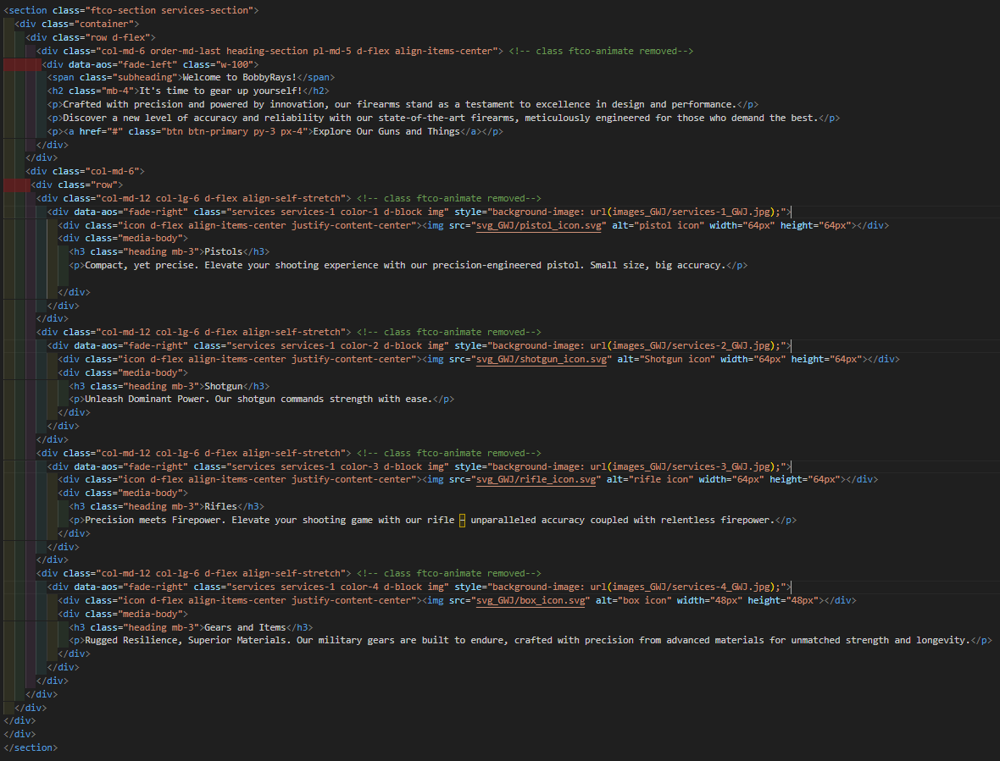 <section class="ftco-section services-section">
<div class="container">
<div class="row d-flex">
<div class="col-md-6 order-md-last heading-section pl-md-5 d-flex align-items-center"> <!-- class ftco-animate removed-->
<div data-aos="fade-left" class="w-100">
<span class="subheading">Welcome to BobbyRays!</span>
<h2 class="mb-4">It's time to gear up yourself!</h2>
<p>Crafted with precision and powered by innovation, our firearms stand as a testament to excellence in design and performance.</p>
<p>Discover a new level of accuracy and reliability with our state-of-the-art firearms, meticulously engineered for those who demand the best.</p>
<p><a href="#" class="btn btn-primary py-3 px-4">Explore Our Guns and Things</a></p>
</div>
</div>
<div class="col-md-6">
<div class="row">
<div class="col-md-12 col-lg-6 d-flex align-self-stretch"> <!-- class ftco-animate removed-->
<div data-aos="fade-right" class="services services-1 color-1 d-block img" style="background-image: url(images_GWJ/services-1_GWJ.jpg);">
<div class="icon d-flex align-items-center justify-content-center"><img src="svg_GWJ/pistol_icon.svg" alt="pistol icon" width="64px" height="64px"></div>
<div class="media-body">
<h3 class="heading mb-3">Pistols</h3>
<p>Compact, yet precise. Elevate your shooting experience with our precision-engineered pistol. Small size, big accuracy.</p>
</div>
</div>
</div>
<div class="col-md-12 col-lg-6 d-flex align-self-stretch"> <!-- class ftco-animate removed-->
<div data-aos="fade-right" class="services services-1 color-2 d-block img" style="background-image: url(images_GWJ/services-2_GWJ.jpg);">
<div class="icon d-flex align-items-center justify-content-center"><img src="svg_GWJ/shotgun_icon.svg" alt="Shotgun icon" width="64px" height="64px"></div>
<div class="media-body">
<h3 class="heading mb-3">Shotgun</h3>
<p>Unleash Dominant Power. Our shotgun commands strength with ease.</p>
</div>
</div>
</div>
<div class="col-md-12 col-lg-6 d-flex align-self-stretch"> <!-- class ftco-animate removed-->
<div data-aos="fade-right" class="services services-1 color-3 d-block img" style="background-image: url(images_GWJ/services-3_GWJ.jpg);">
<div class="icon d-flex align-items-center justify-content-center"><img src="svg_GWJ/rifle_icon.svg" alt="rifle icon" width="64px" height="64px"></div>
<div class="media-body">
<h3 class="heading mb-3">Rifles</h3>
<p>Precision meets Firepower. Elevate your shooting game with our rifle – unparalleled accuracy coupled with relentless firepower.</p>
</div>
</div>
</div>
<div class="col-md-12 col-lg-6 d-flex align-self-stretch"> <!-- class ftco-animate removed-->
<div data-aos="fade-right" class="services services-1 color-4 d-block img" style="background-image: url(images_GWJ/services-4_GWJ.jpg);">
<div class="icon d-flex align-items-center justify-content-center"><img src="svg_GWJ/box_icon.svg" alt="box icon" width="48px" height="48px"></div>
<div class="media-body">
<h3 class="heading mb-3">Gears and Items</h3>
<p>Rugged Resilience, Superior Materials. Our military gears are built to endure, crafted with precision from advanced materials for unmatched strength and longevity.</p>
</div>
</div>
</div>
</div>
</div>
</div>
</div>
</section>